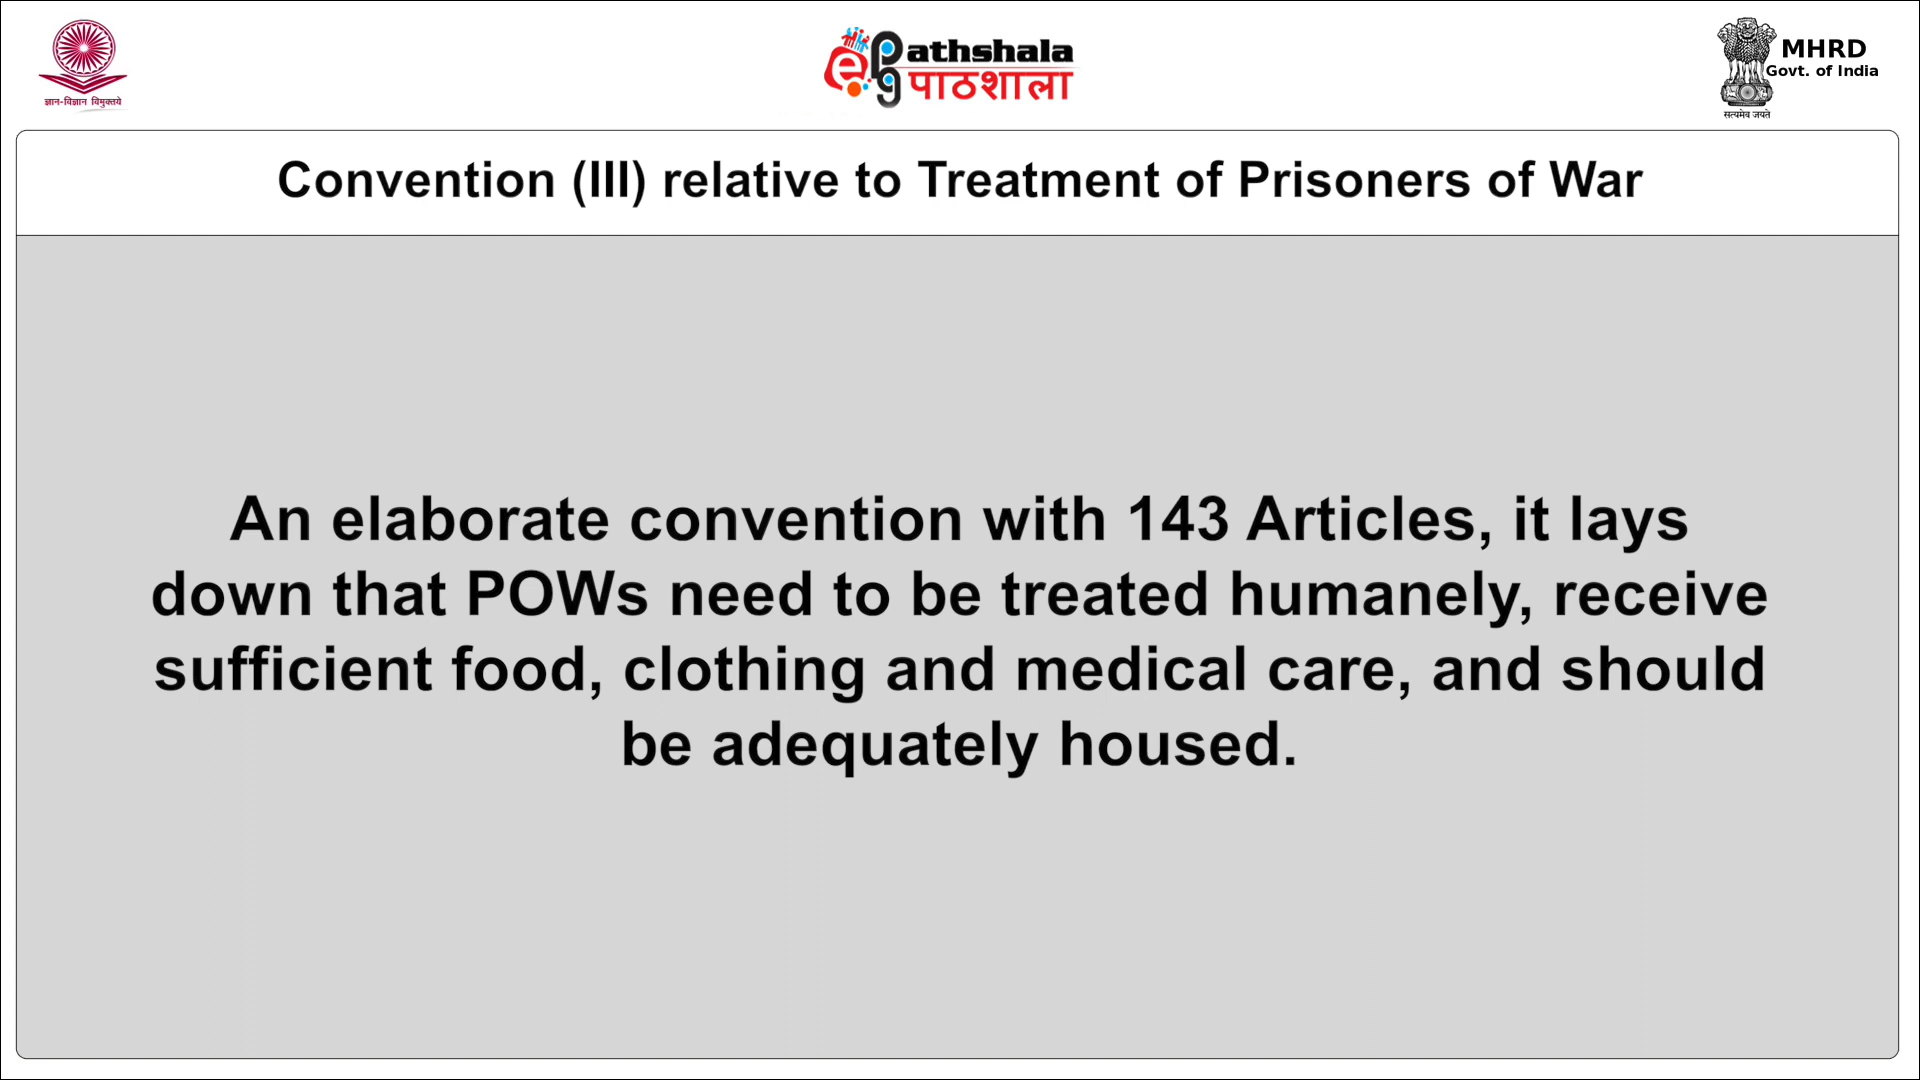 ज्ञान-विज्ञान विमुक्तये
e Pg athshala
पाठशाला
MHRD
Govt. of India
सत्यमेव जयते
Convention (III) relative to Treatment of Prisoners of War
An elaborate convention with 143 Articles, it lays
down that POWs need to be treated humanely, receive
sufficient food, clothing and medical care, and should
be adequately housed.